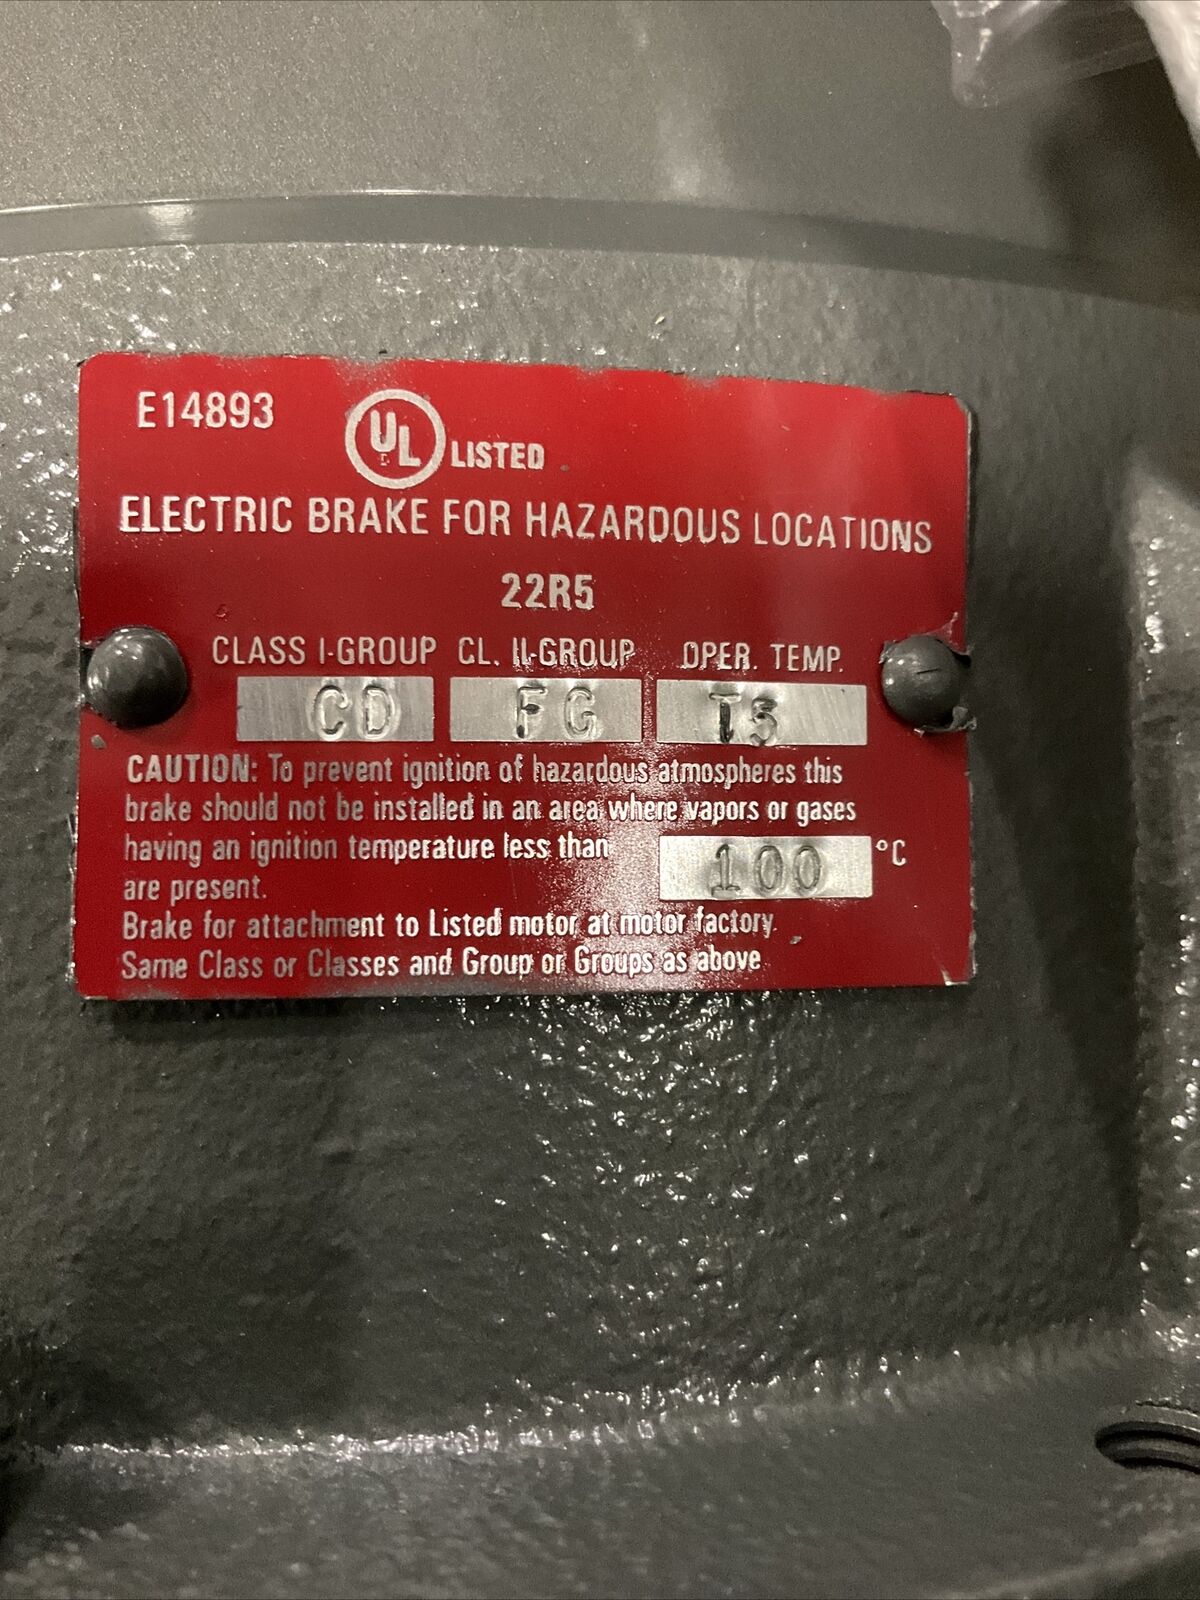 E14893
UL LISTED
ELECTRIC BRAKE FOR HAZARDOUS LOCATIONS
22R5
CLASS I-GROUP CL. II-GROUP OPER. TEMP.
CD FG T5
CAUTION: To prevent ignition of hazardous atmospheres this
brake should not be installed in an area where vapors or gases
having an ignition temperature less than 100 °C
are present.
Brake for attachment to Listed motor at motor factory.
Same Class or Classes and Group or Groups as above